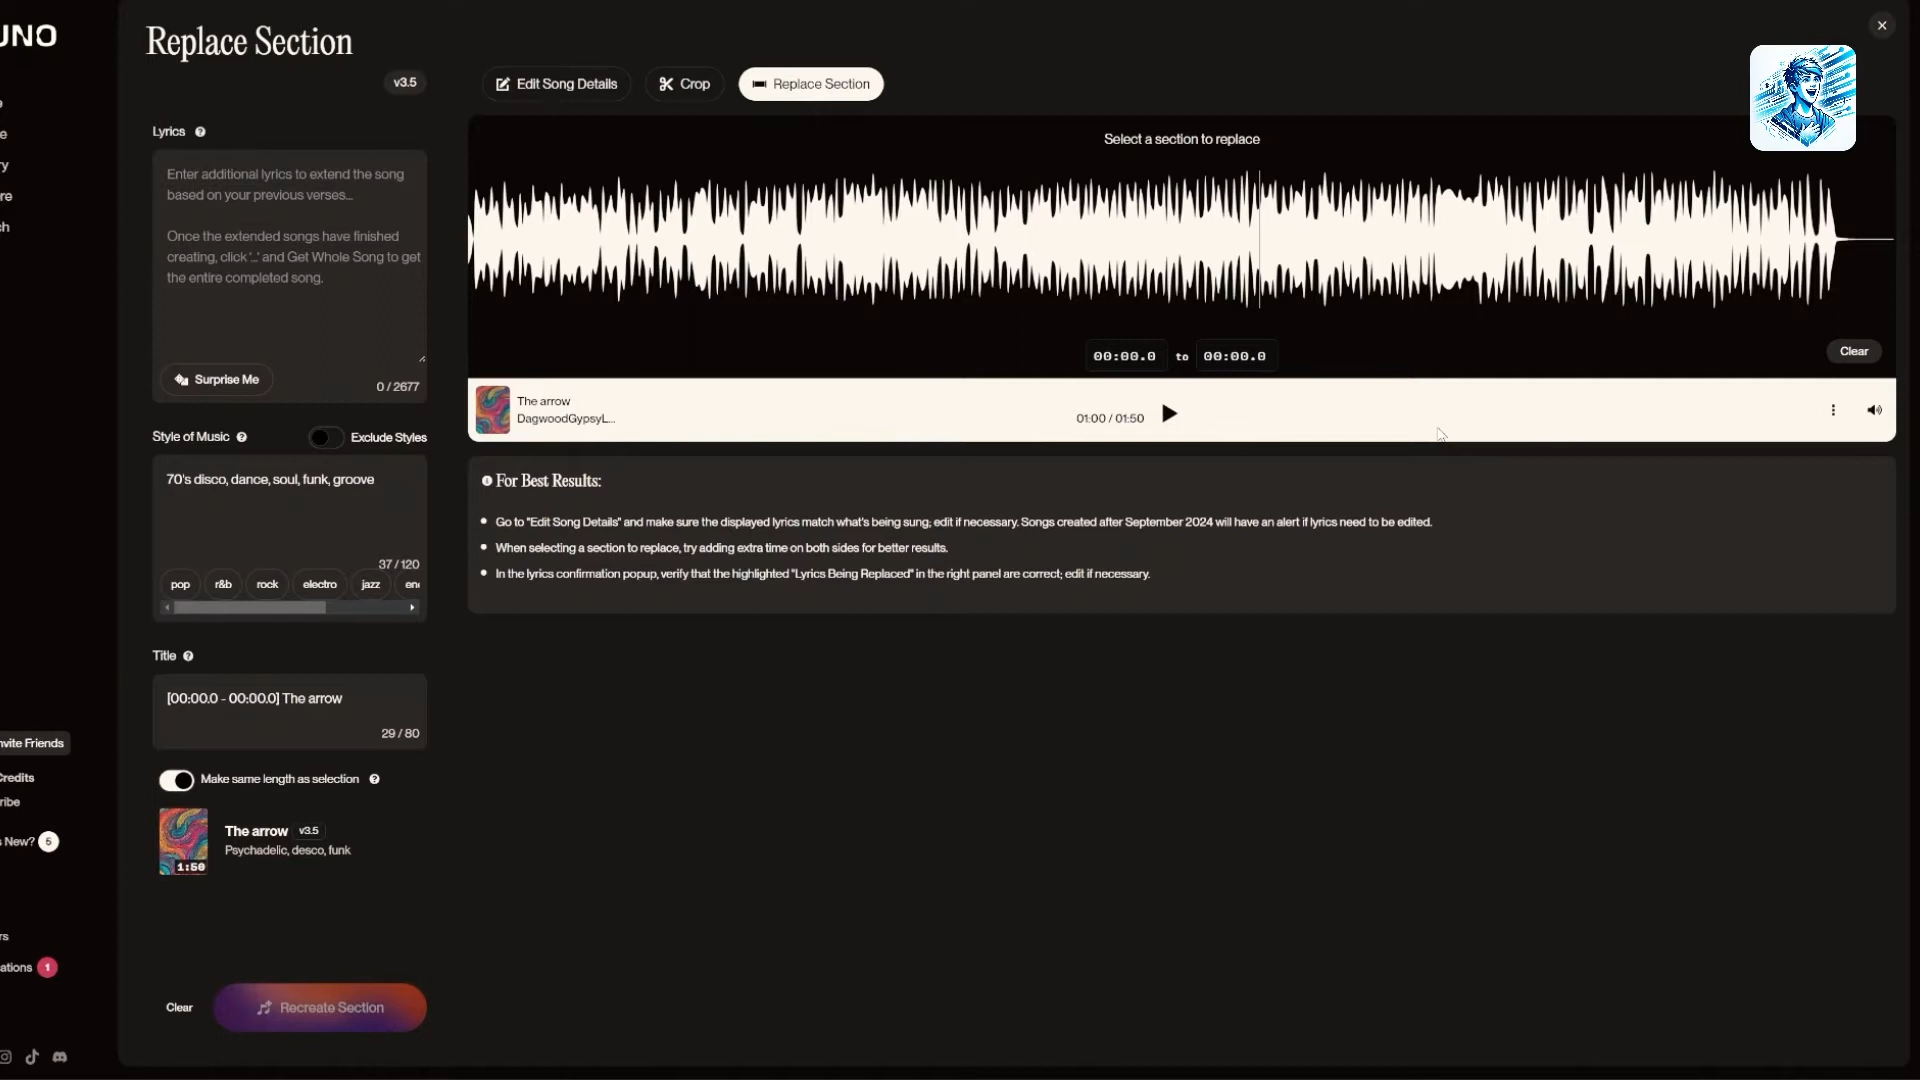 UNO
Replace Section
v3.5
Edit Song Details
Crop
Replace Section
Lyrics
Select a section to replace
Enter additional lyrics to extend the song
based on your previous verses...
Once the extended songs have finished
creating, click '...' and Get Whole Song to get
the entire completed song.
Surprise Me
0 / 2677
00:00.0 to 00:00.0
Clear
The arrow
DagwoodGypsyL...
01:00 / 01:50
Style of Music
Exclude Styles
70's disco, dance, soul, funk, groove
37 / 120
pop r&b rock electro jazz
For Best Results:
Go to "Edit Song Details" and make sure the displayed lyrics match what's being sung; edit if necessary. Songs created after September 2024 will have an alert if lyrics need to be edited.
When selecting a section to replace, try adding extra time on both sides for better results.
In the lyrics confirmation popup, verify that the highlighted "Lyrics Being Replaced" in the right panel are correct; edit if necessary.
Title
[00:00.0 - 00:00.0] The arrow
29 / 80
Make same length as selection
The arrow v3.5
Psychadelic, desco, funk
1:50
Clear
Recreate Section
nvite Friends
Credits
ribe
s New? 5
rs
ations 1